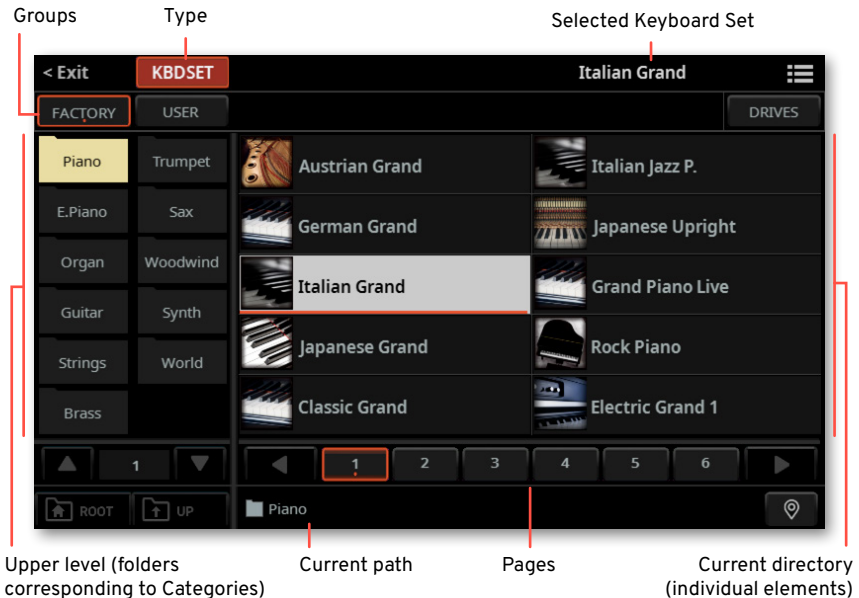 Groups
Type
Selected Keyboard Set
< Exit
KBDSET
Italian Grand
FACTORY
USER
DRIVES
Piano
Trumpet
E.Piano
Sax
Organ
Woodwind
Guitar
Synth
Strings
World
Brass
Austrian Grand
Italian Jazz P.
German Grand
Japanese Upright
Italian Grand
Grand Piano Live
Japanese Grand
Rock Piano
Classic Grand
Electric Grand 1
1
1
2
3
4
5
6
ROOT
UP
Piano
Upper level (folders
corresponding to Categories)
Current path
Pages
Current directory
(individual elements)